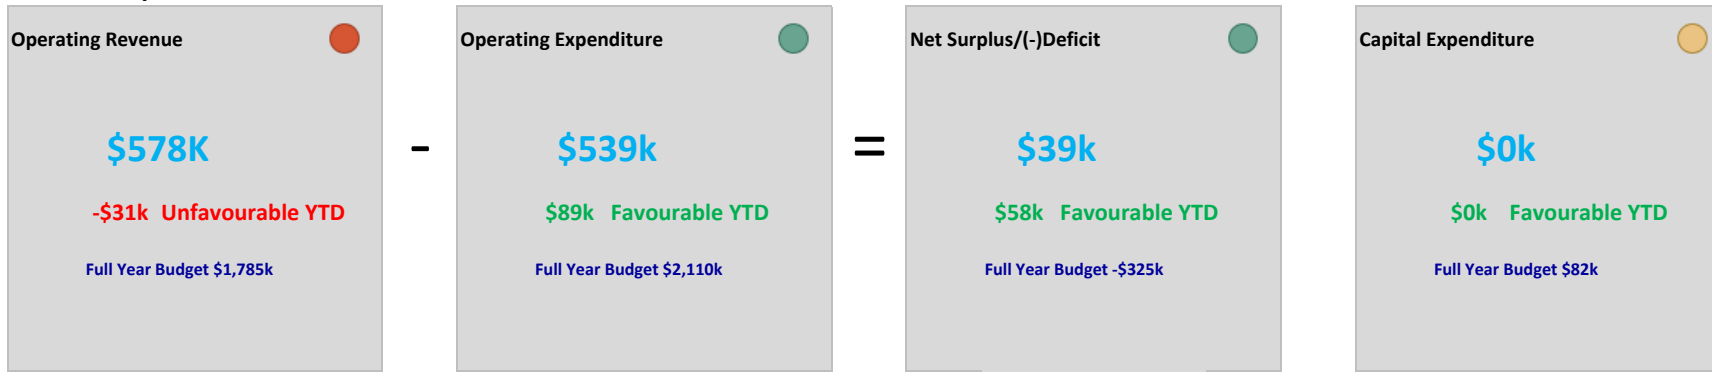 Operating Revenue
$578K
-$31k Unfavourable YTD
Full Year Budget $1,785k
-
Operating Expenditure
$539k
$89k Favourable YTD
Full Year Budget $2,110k
=
Net Surplus/(-)Deficit
$39k
$58k Favourable YTD
Full Year Budget -$325k
Capital Expenditure
$0k
$0k Favourable YTD
Full Year Budget $82k